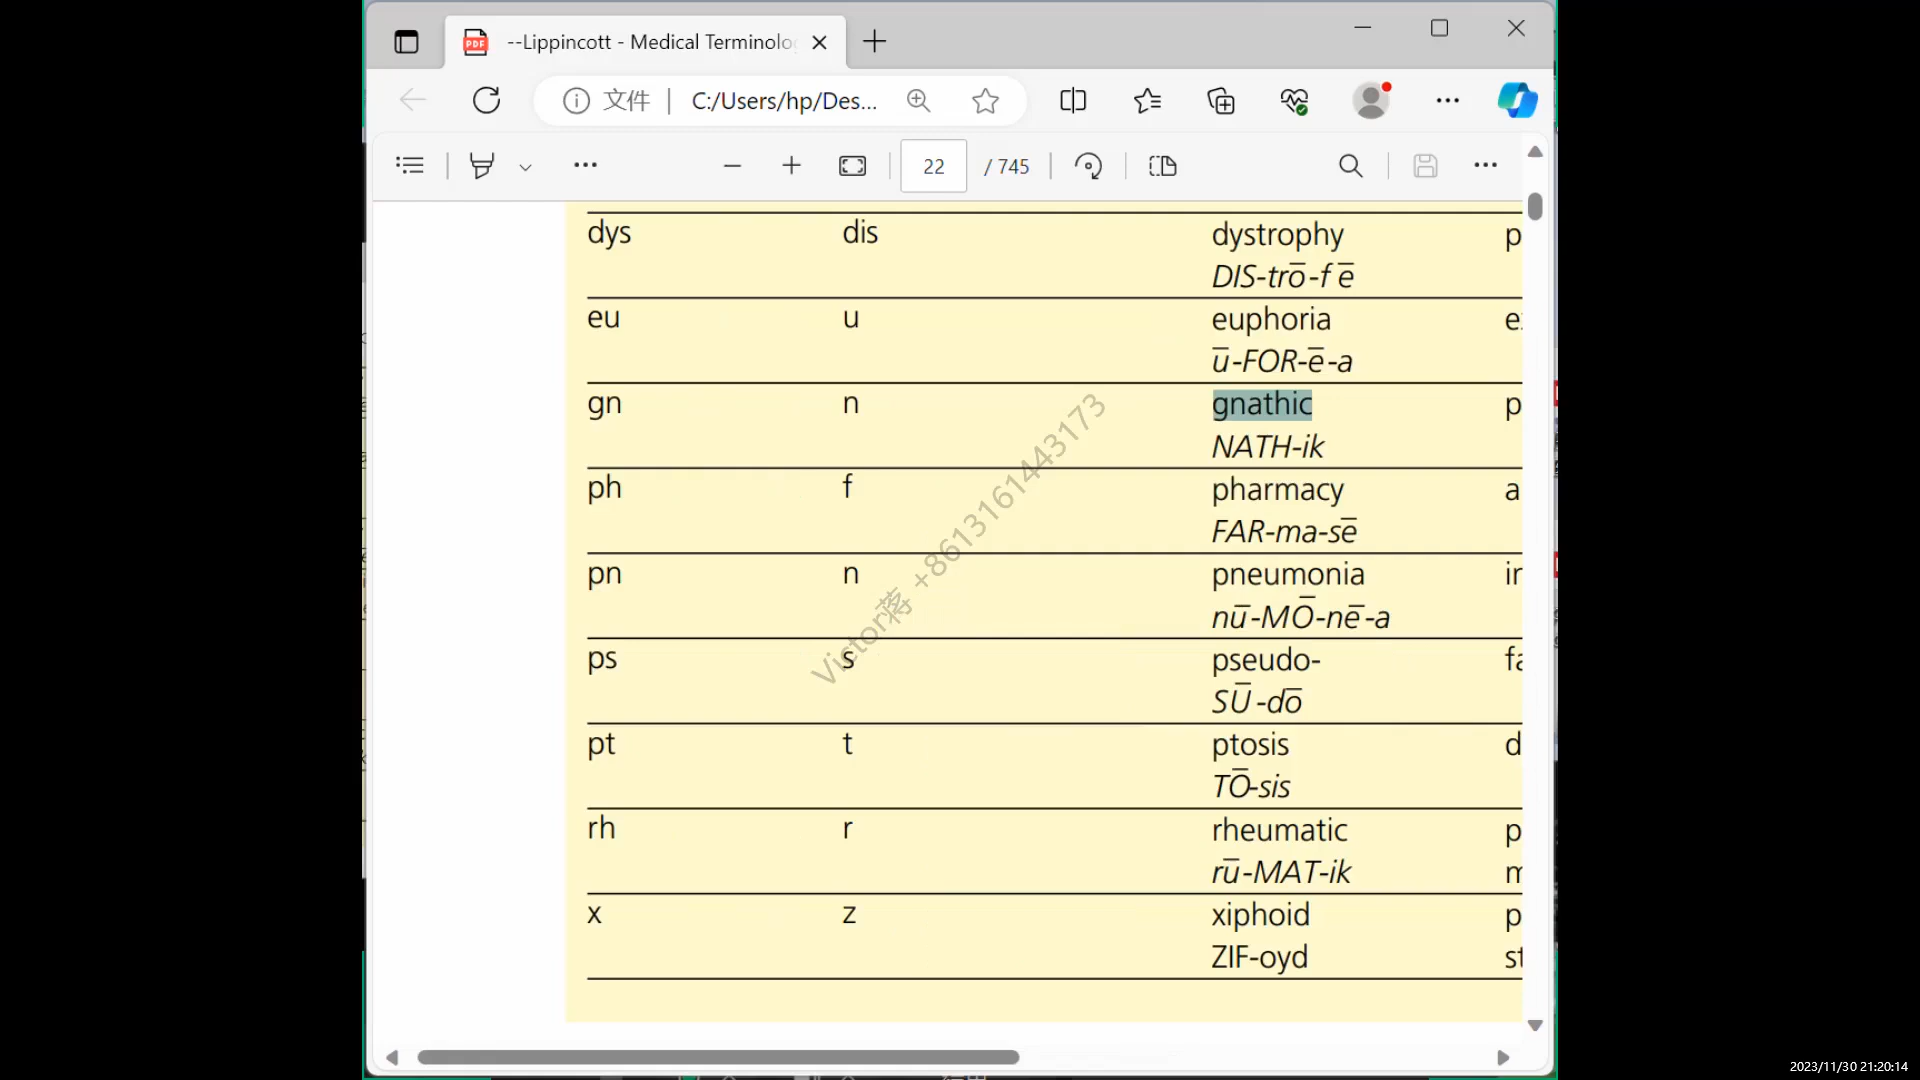 --Lippincott - Medical Terminolo
文件 | C:/Users/hp/Des...
22 / 745
dys dis dystrophy p
DIS-trō-fē
eu u euphoria e
ū-FOR-ē-a
gn n gnathic p
NATH-ik
ph f pharmacy a
FAR-ma-sē
pn n pneumonia
nū-MŌ-nē-a
ps s pseudo- fa
SŪ-dō
pt t ptosis d
TŌ-sis
rh r rheumatic p
rū-MAT-ik m
x z xiphoid p
ZIF-oyd st
Victor蒋 +8613161443173
2023/11/30 21:20:14